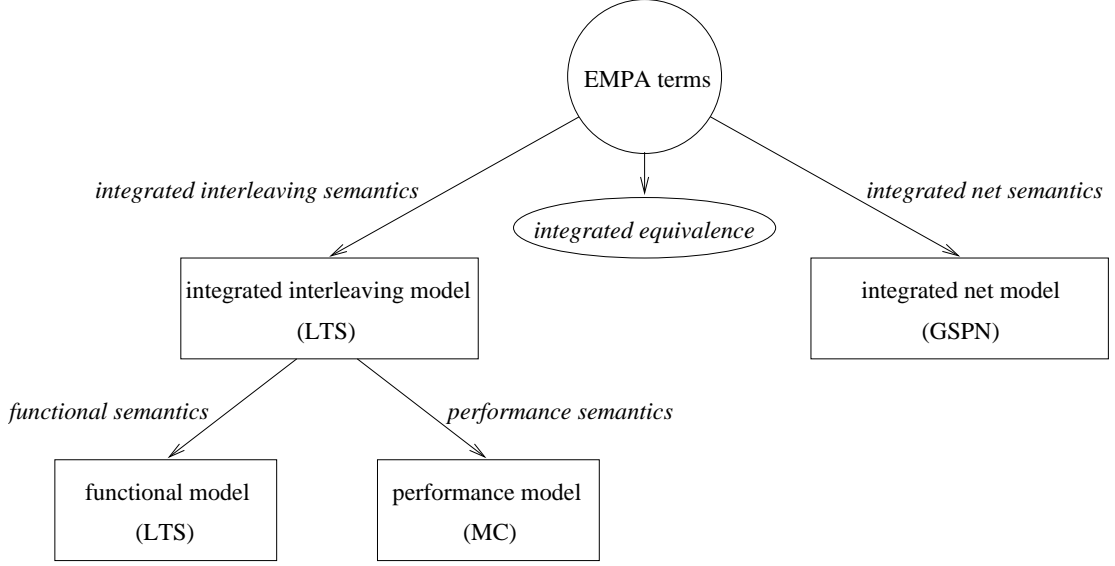 EMPA terms
integrated interleaving semantics
integrated net semantics
integrated equivalence
integrated interleaving model
(LTS)
integrated net model
(GSPN)
functional semantics
performance semantics
functional model
(LTS)
performance model
(MC)